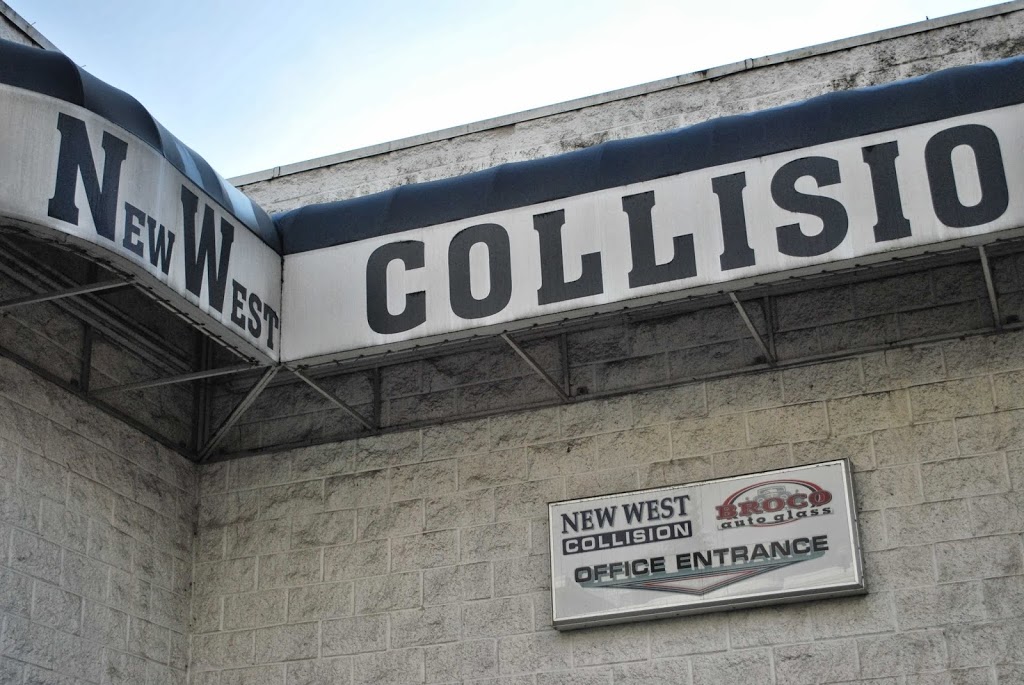 NEW WEST
COLLISIO
NEW WEST
COLLISION
BROCO
auto glass
OFFICE ENTRANCE